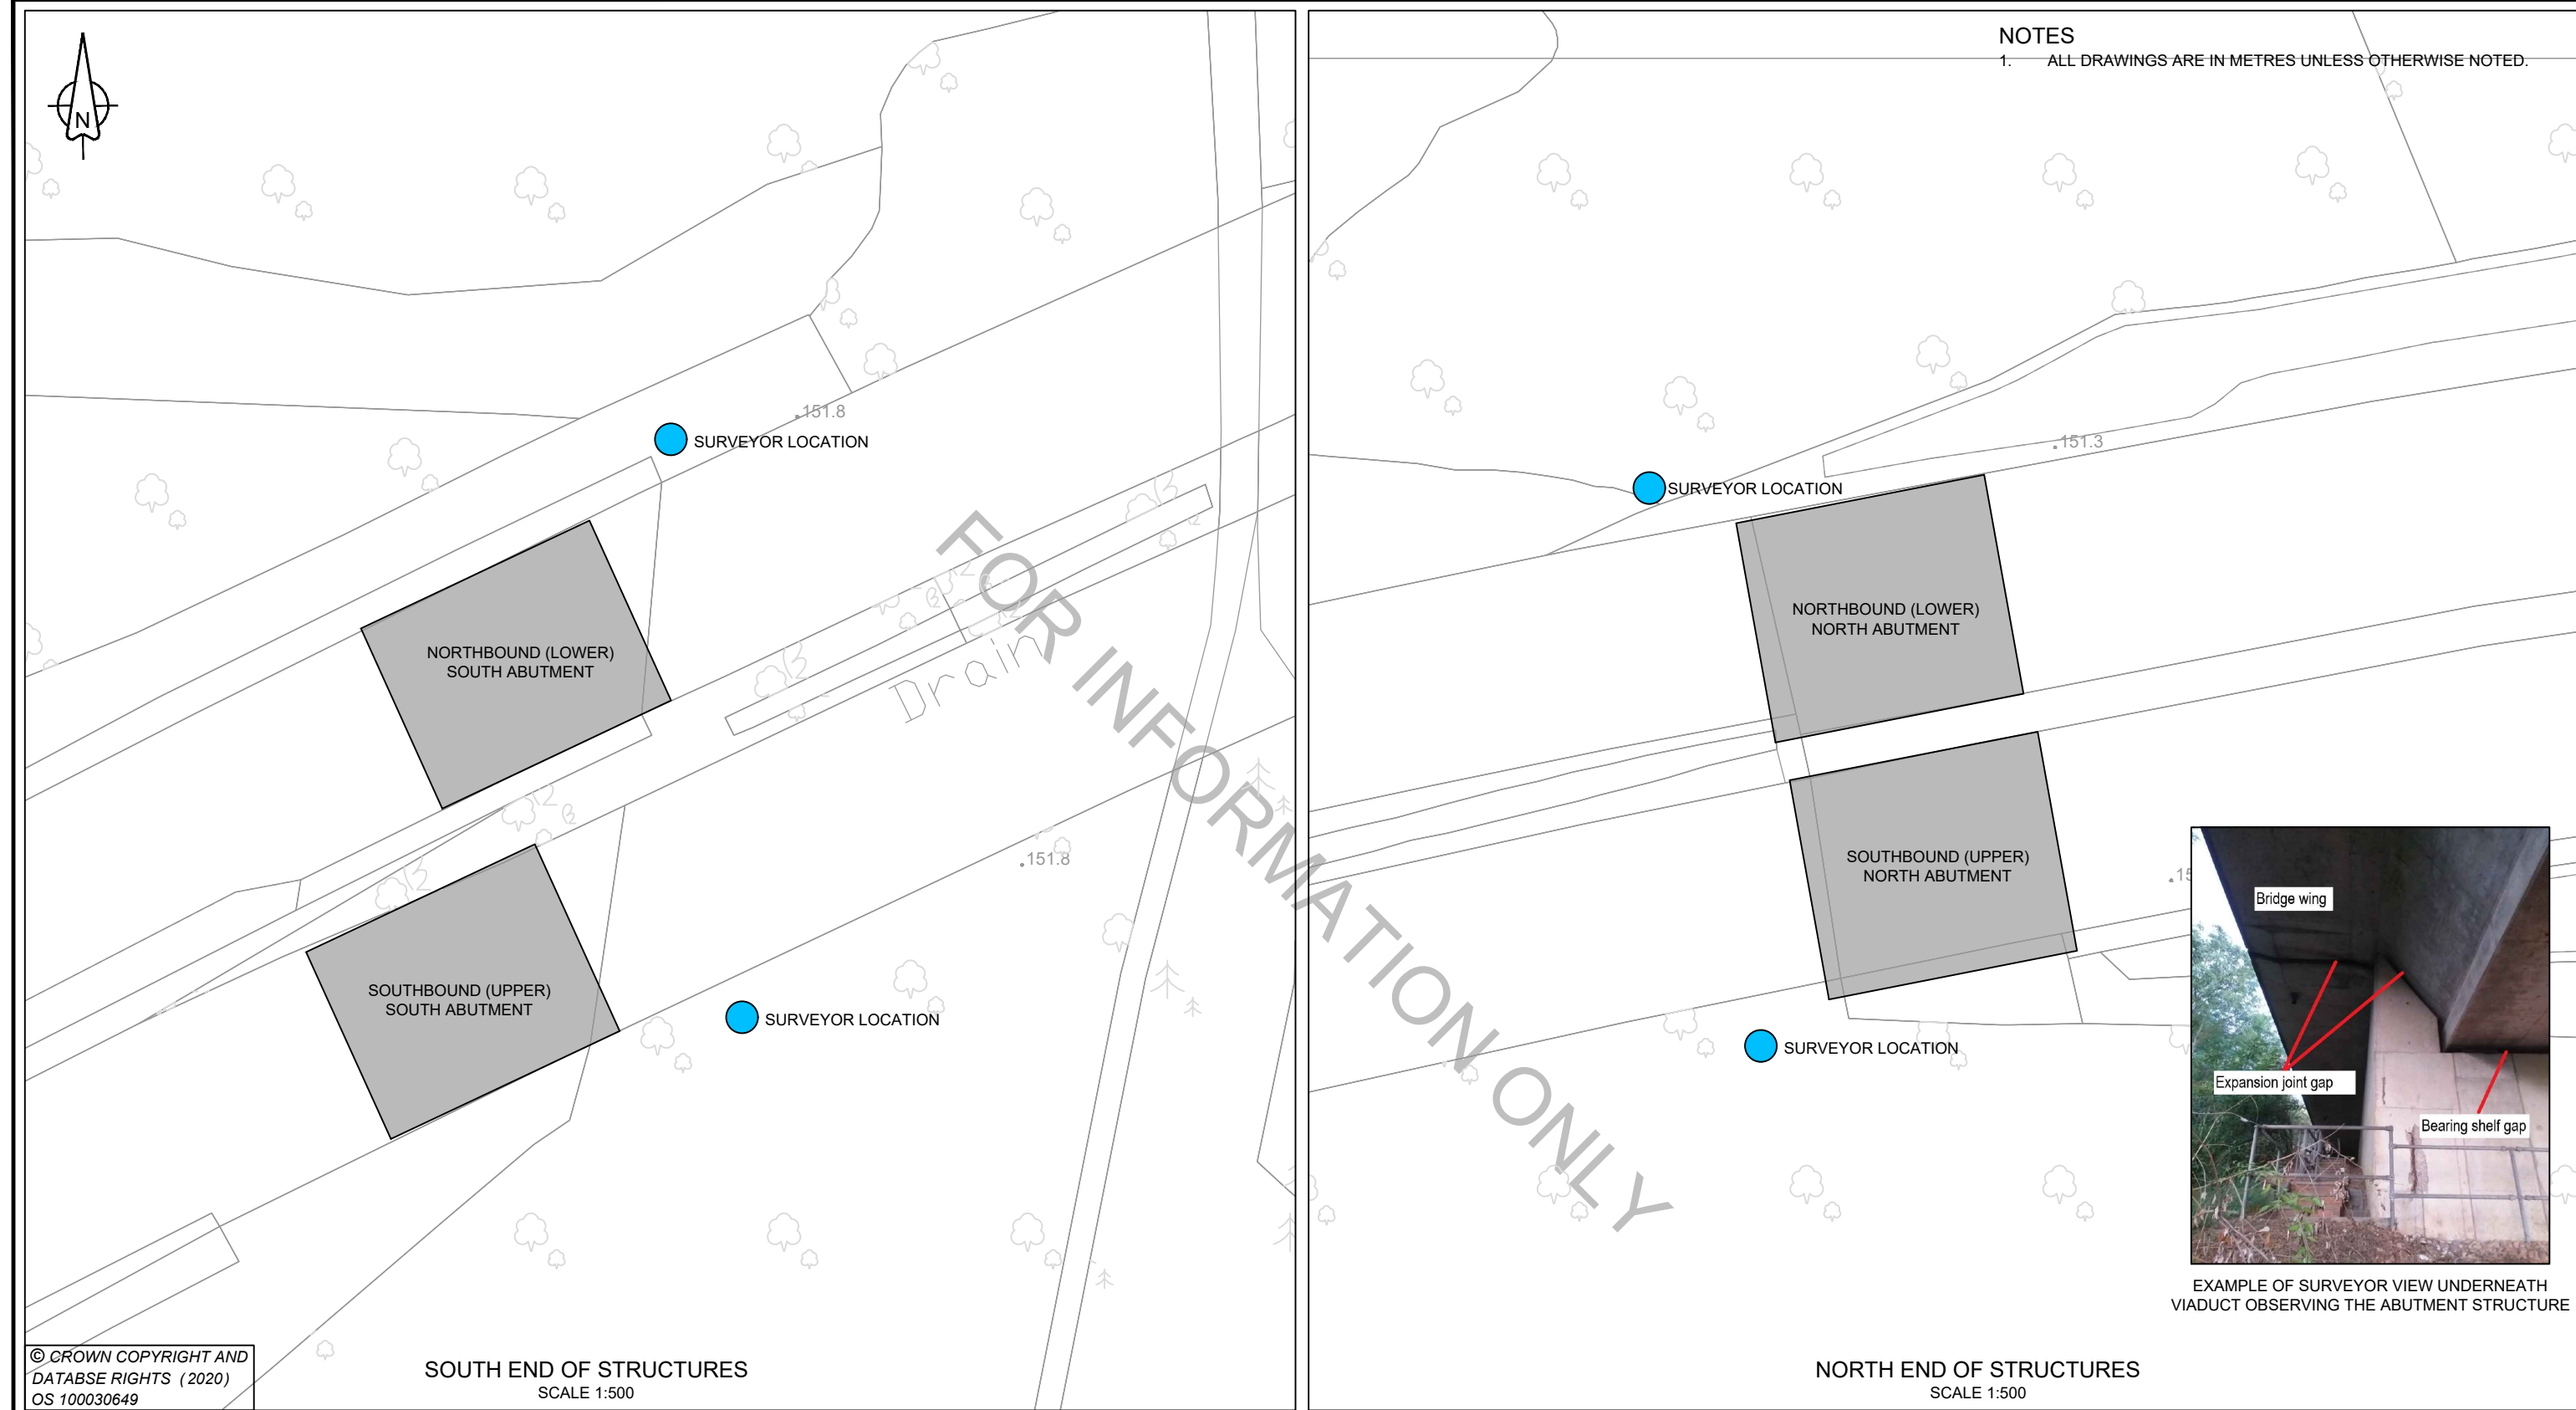 N
.151.8
SURVEYOR LOCATION
NORTHBOUND (LOWER)
SOUTH ABUTMENT
Drain
.151.8
SOUTHBOUND (UPPER)
SOUTH ABUTMENT
SURVEYOR LOCATION
© CROWN COPYRIGHT AND
DATABSE RIGHTS (2020)
OS 100030649
SOUTH END OF STRUCTURES
SCALE 1:500
FOR INFORMATION ONLY
NOTES
1. ALL DRAWINGS ARE IN METRES UNLESS OTHERWISE NOTED.
.151.3
SURVEYOR LOCATION
NORTHBOUND (LOWER)
NORTH ABUTMENT
SOUTHBOUND (UPPER)
NORTH ABUTMENT
SURVEYOR LOCATION
Bridge wing
Expansion joint gap
Bearing shelf gap
EXAMPLE OF SURVEYOR VIEW UNDERNEATH
VIADUCT OBSERVING THE ABUTMENT STRUCTURE
NORTH END OF STRUCTURES
SCALE 1:500